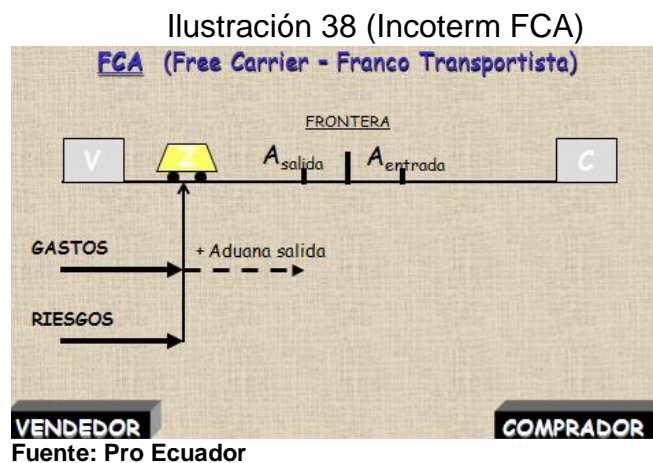 Ilustración 38 (Incoterm FCA)
FCA (Free Carrier - Franco Transportista)
FRONTERA
V
Z
Asalida
Aentrada
C
GASTOS
+ Aduana salida
RIESGOS
VENDEDOR
COMPRADOR
Fuente: Pro Ecuador